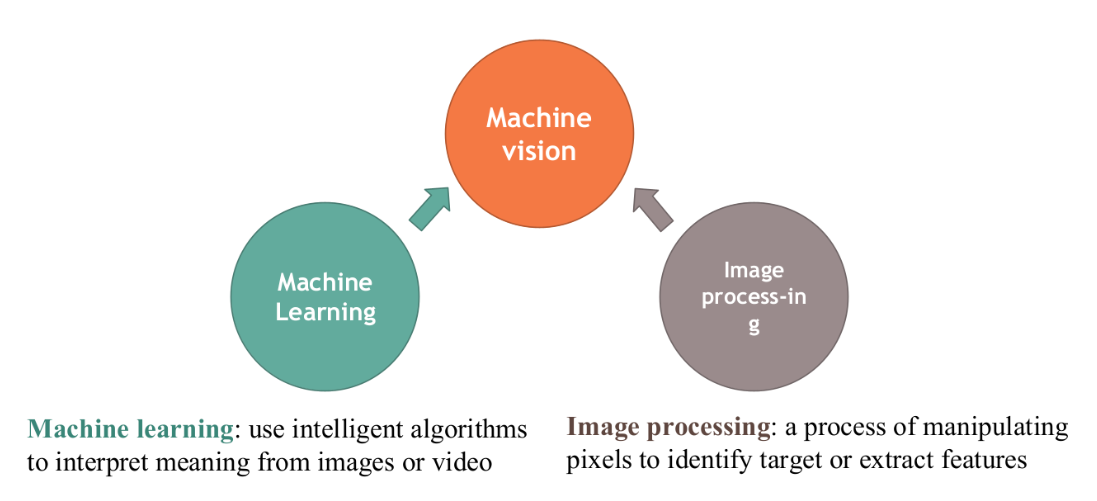 Machine
vision
Machine
Learning
Image
process-in
g
Machine learning: use intelligent algorithms
to interpret meaning from images or video
Image processing: a process of manipulating
pixels to identify target or extract features